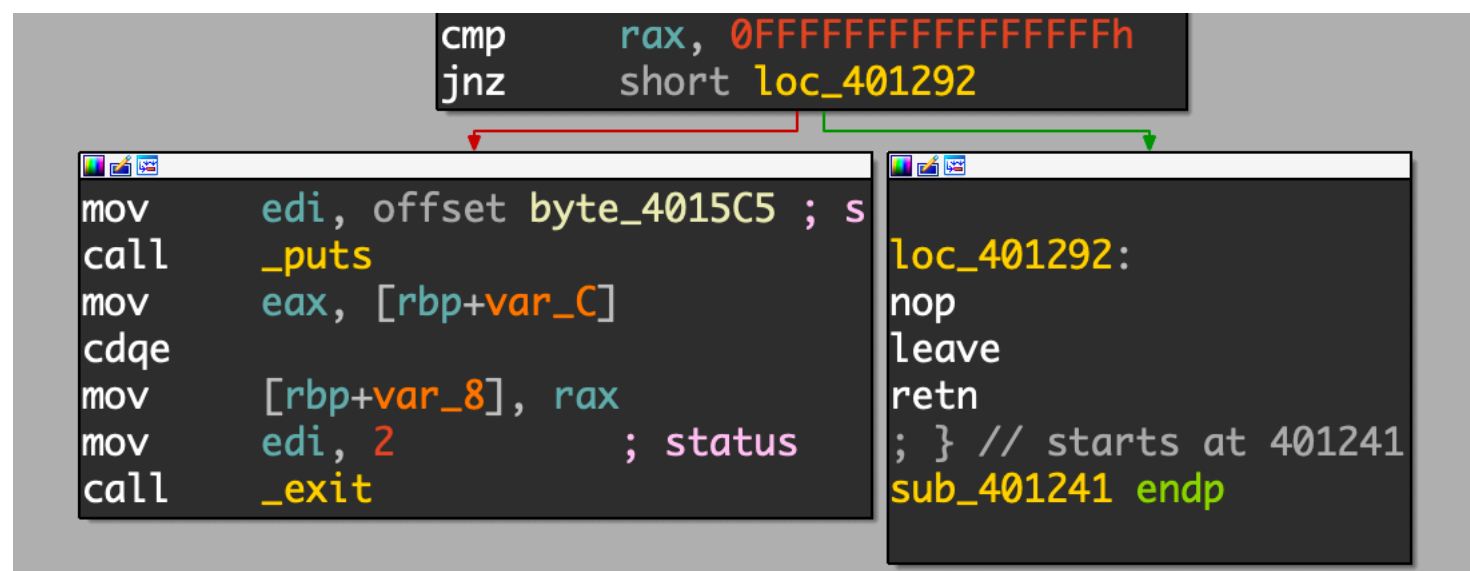 cmp rax, 0FFFFFFFFFFFFFFFFh
jnz short loc_401292
mov edi, offset byte_4015C5 ; s
call _puts
mov eax, [rbp+var_C]
cdqe
mov [rbp+var_8], rax
mov edi, 2 ; status
call _exit
loc_401292:
nop
leave
retn
; } // starts at 401241
sub_401241 endp